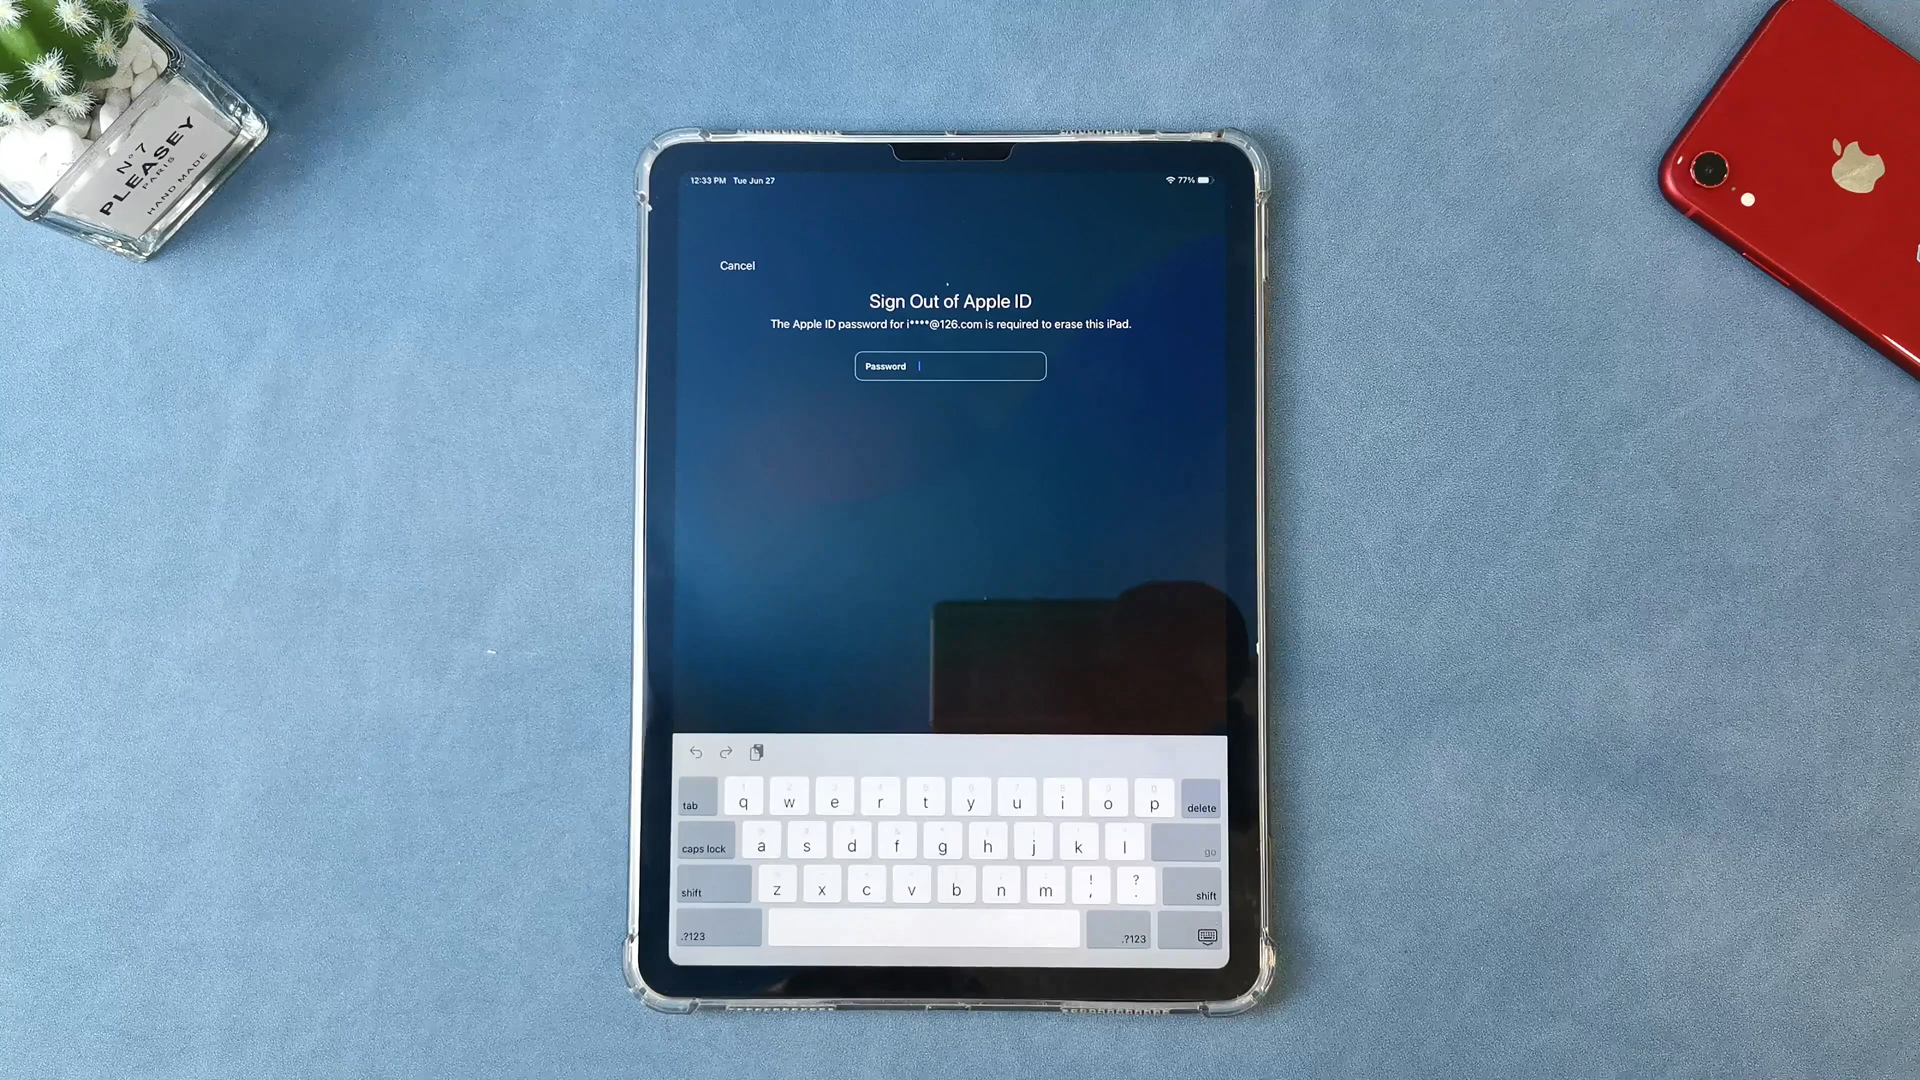 N°7
PLEASEY
PARIS
HAND MADE
12:33 PM Tue Jun 27
77%
Cancel
Sign Out of Apple ID
The Apple ID password for i****@126.com is required to erase this iPad.
Password
tab q w e r t y u i o p delete
caps lock a s d f g h j k l go
shift z x c v b n m ! , ? . shift
.?123 .?123